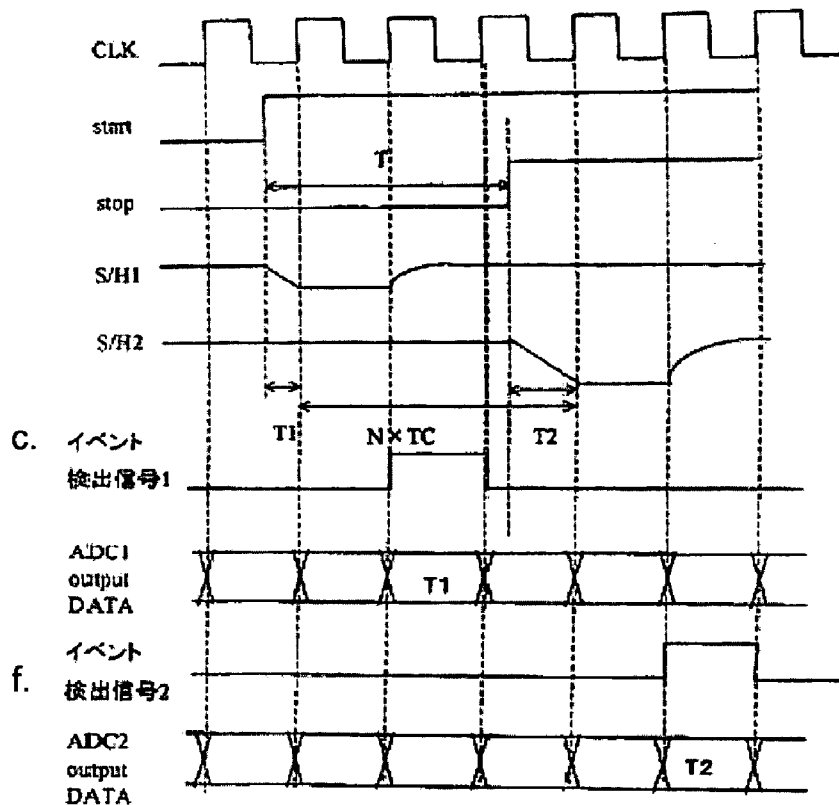 CLK
start
T
stop
S/H1
S/H2
T1
N×TC
T2
C. イベント
検出信号1
ADC1
output
DATA
T1
f. イベント
検出信号2
ADC2
output
DATA
T2